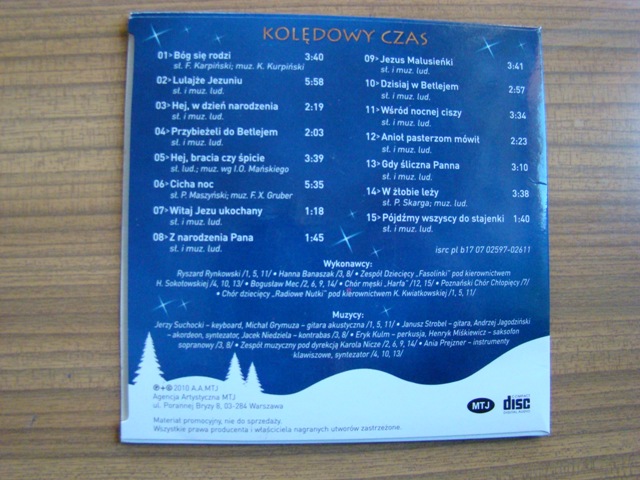 KOLĘDOWY CZAS
01> Bóg się rodzi 3:40
sł. F. Karpiński; muz. K. Kurpiński
02> Lulajże Jezuniu 5:58
sł. i muz. lud.
03> Hej, w dzień narodzenia 2:19
sł. i muz. lud.
04> Przybieżeli do Betlejem 2:03
sł. i muz. lud.
05> Hej, bracia czy śpicie 3:39
sł. lud.; muz. wg I.O. Mańskiego
06> Cicha noc 5:35
sł. P. Maszyński; muz. F.X. Gruber
07> Witaj Jezu ukochany 1:18
sł. i muz. lud.
08> Z narodzenia Pana 1:45
sł. i muz. lud.
09> Jezus Malusieńki 3:41
sł. i muz. lud.
10> Dzisiaj w Betlejem 2:57
sł. i muz. lud.
11> Wśród nocnej ciszy 3:34
sł. i muz. lud.
12> Anioł pasterzom mówił 2:23
sł. i muz. lud.
13> Gdy śliczna Panna 3:10
sł. i muz. lud.
14> W żłobie leży 3:38
sł. P. Skarga; muz. lud.
15> Pójdźmy wszyscy do stajenki 1:40
sł. i muz. lud.
isrc pl b17 07 02597-02611
Wykonawcy:
Ryszard Rynkowski /1, 5, 11/ • Hanna Banaszak /3, 8/ • Zespół Dziecięcy „Fasolinki" pod kierownictwem
H. Sokotowskiej /4, 10, 13/ • Bogusław Mec /2, 6, 9, 14/ • Chór męski „Harfa" /12, 15/ • Poznański Chór Chłopięcy /7/
• Chór dziecięcy „Radiowe Nutki" pod kierownictwem K. Kwiatkowskiej /1, 5, 11/
Muzycy:
Jerzy Suchocki – keyboard, Michał Grymuza – gitara akustyczna /1, 5, 11/ • Janusz Strobel – gitara, Andrzej Jagodziński
– akordeon, syntezator, Jacek Niedziela – kontrabas /3, 8/ • Eryk Kulm – perkusja, Henryk Miśkiewicz – saksofon
sopranowy /3, 8/ • Zespół muzyczny pod dyrekcją Karola Nicze /2, 6, 9, 14/ • Ania Prejzner – instrumenty
klawiszowe, syntezator /4, 10, 13/
℗+© 2010 A.A.MTJ
Agencja Artystyczna MTJ
ul. Porannej Bryzy 8, 03-284 Warszawa
Materiał promocyjny, nie do sprzedaży.
Wszystkie prawa producenta i właściciela nagranych utworów zastrzeżone.
MTJ
COMPACT
disc
DIGITAL AUDIO